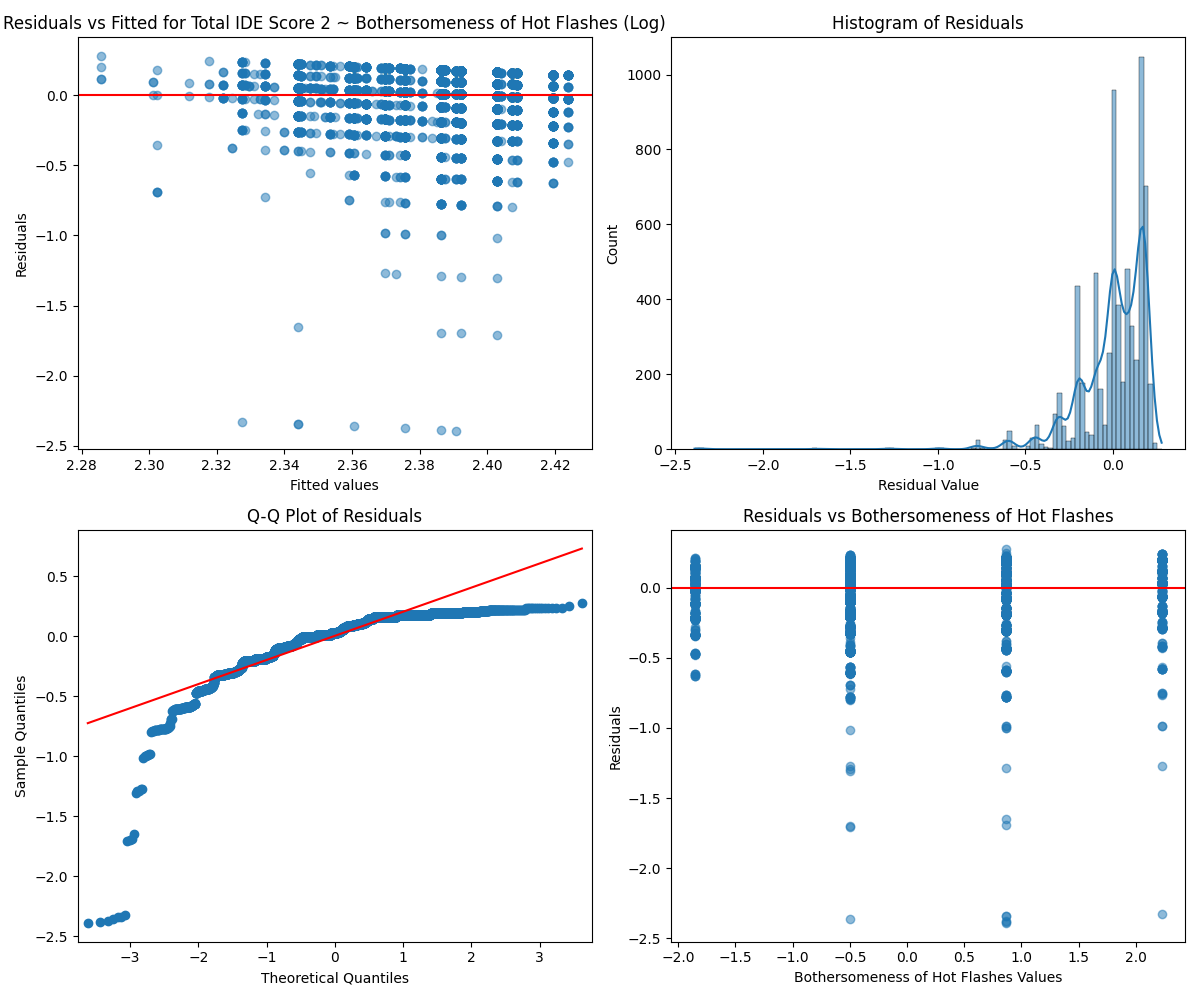 Residuals vs Fitted for Total IDE Score 2 ~ Bothersomeness of Hot Flashes (Log)
0.0
−0.5
−1.0
−1.5
−2.0
−2.5
Residuals
2.28 2.30 2.32 2.34 2.36 2.38 2.40 2.42
Fitted values
Histogram of Residuals
1000
800
600
400
200
0
Count
−2.5 −2.0 −1.5 −1.0 −0.5 0.0
Residual Value
Q-Q Plot of Residuals
0.5
0.0
−0.5
−1.0
−1.5
−2.0
−2.5
Sample Quantiles
−3 −2 −1 0 1 2 3
Theoretical Quantiles
Residuals vs Bothersomeness of Hot Flashes
0.0
−0.5
−1.0
−1.5
−2.0
−2.5
Residuals
−2.0 −1.5 −1.0 −0.5 0.0 0.5 1.0 1.5 2.0
Bothersomeness of Hot Flashes Values